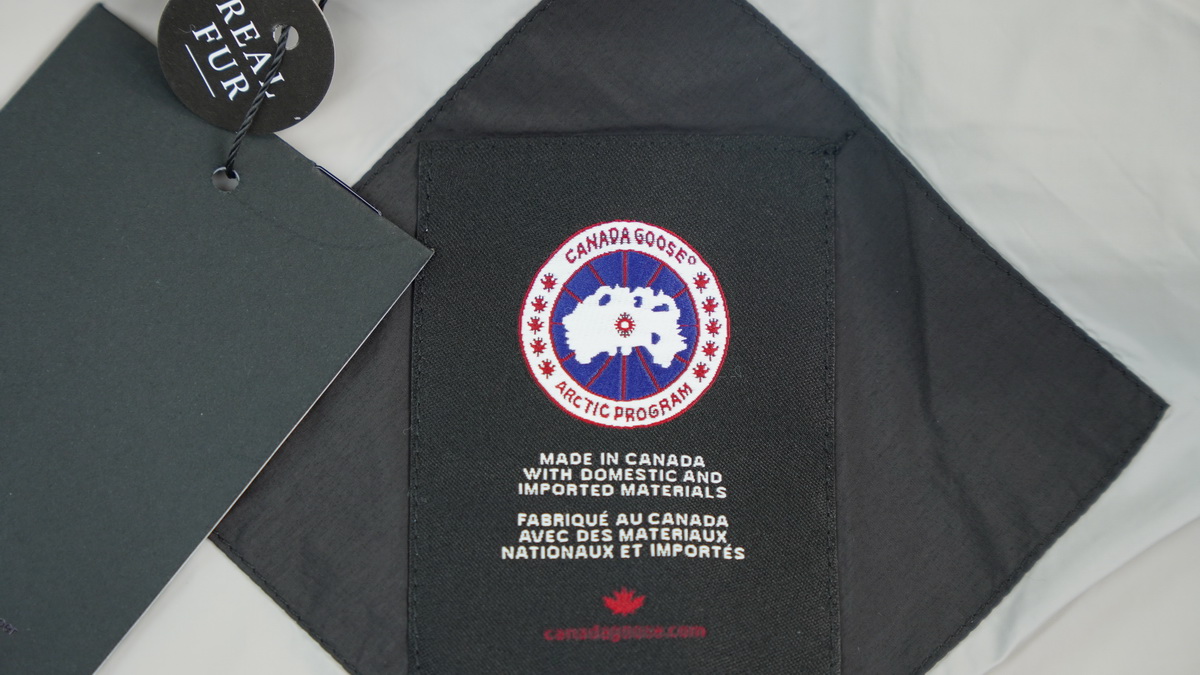 REAL
FUR
CANADA GOOSE®
ARCTIC PROGRAM
MADE IN CANADA
WITH DOMESTIC AND
IMPORTED MATERIALS
FABRIQUÉ AU CANADA
AVEC DES MATERIAUX
NATIONAUX ET IMPORTÉS
canadagoose.com